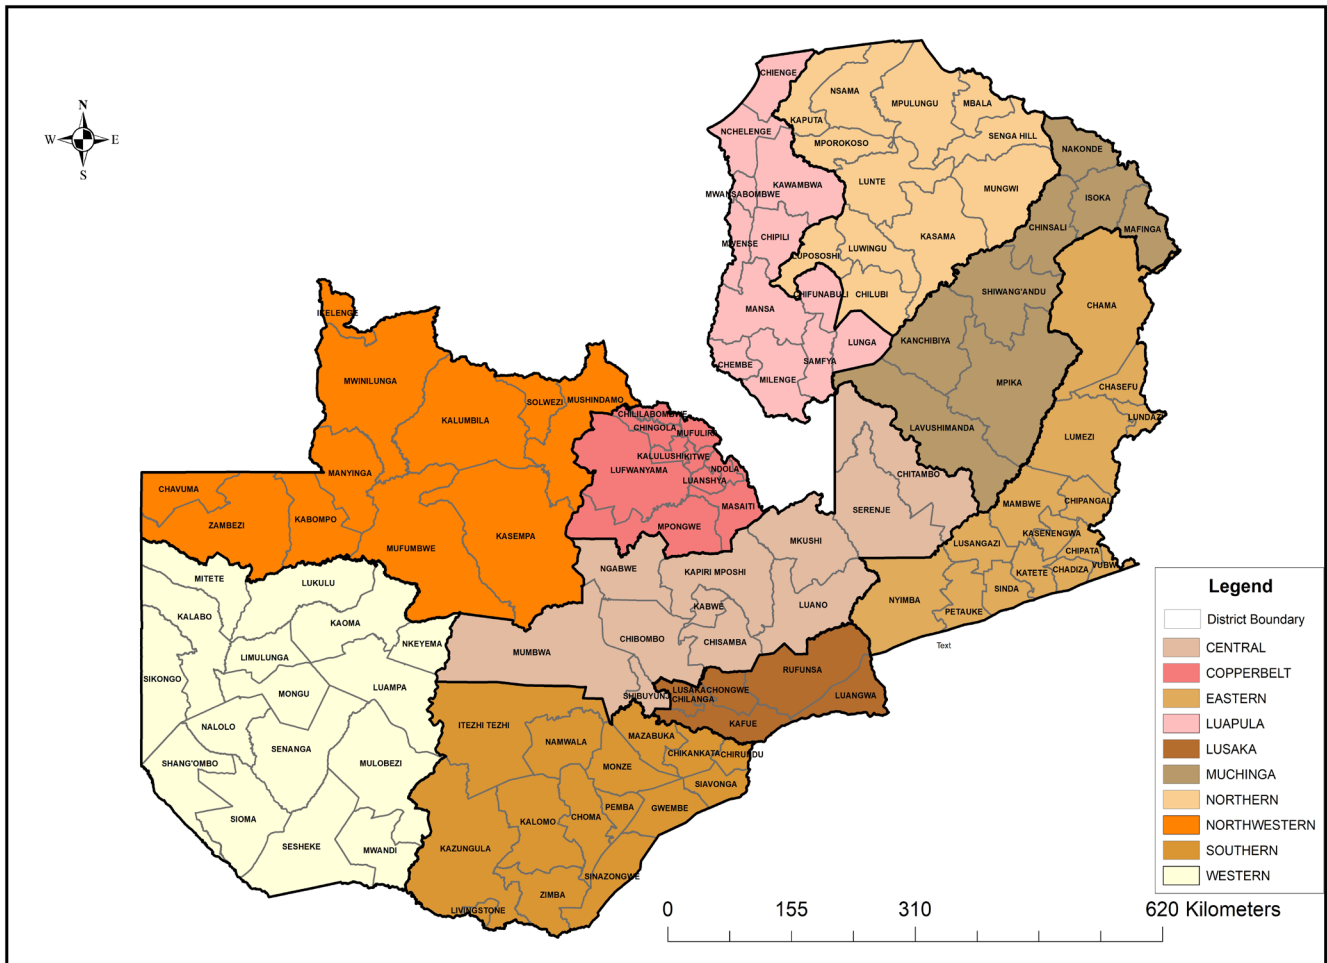 N
W
E
S
CHIENGE
NSAMA
MPULUNGU
MBALA
KAPUTA
NCHELENGE
MPOROKOSO
SENGA HILL
NAKONDE
KAWAMBWA
LUNTE
MUNGWI
MWANSABOMBWE
ISOKA
CHINSALI
MAFINGA
CHIPILI
MWENSE
KASAMA
LUWINGU
LUPOSOSHI
SHIWANG'ANDU
CHIFUNABULI
CHILUBI
CHAMA
MANSA
IKELENGE
LUNGA
KANCHIBIYA
SAMFYA
CHEMBE
MILENGE
MPIKA
CHASEFU
MWINILUNGA
SOLWEZI
MUSHINDAMO
KALUMBILA
CHILILABOMBWE
CHINGOLA
MUFULIRA
LAVUSHIMANDA
LUNDAZI
LUMEZI
KALULUSHI
KITWE
LUFWANYAMA
NDOLA
MANYINGA
LUANSHYA
CHITAMBO
CHAVUMA
MASAITI
SERENJE
MAMBWE
CHIPANGALI
ZAMBEZI
KABOMPO
MPONGWE
KASEMPA
MKUSHI
KASENENGWA
LUSANGAZI
MUFUMBWE
CHIPATA
NGABWE
KAPIRI MPOSHI
KATETE
CHADIZA
VUBWI
MITETE
LUKULU
SINDA
NYIMBA
KABWE
LUANO
PETAUKE
KALABO
KAOMA
CHIBOMBO
CHISAMBA
NKEYEMA
MUMBWA
Text
LIMULUNGA
RUFUNSA
SIKONGO
MONGU
LUAMPA
SHIBUYUNJI
LUSAKA
CHONGWE
CHILANGA
LUANGWA
NALOLO
ITEZHI TEZHI
KAFUE
SENANGA
NAMWALA
MAZABUKA
SHANG'OMBO
MULOBEZI
CHIKANKATA
CHIRUNDU
MONZE
SIAVONGA
SIOMA
PEMBA
GWEMBE
KALOMO
CHOMA
SESHEKE
MWANDI
KAZUNGULA
SINAZONGWE
ZIMBA
LIVINGSTONE
Legend
District Boundary
CENTRAL
COPPERBELT
EASTERN
LUAPULA
LUSAKA
MUCHINGA
NORTHERN
NORTHWESTERN
SOUTHERN
WESTERN
0 155 310 620 Kilometers